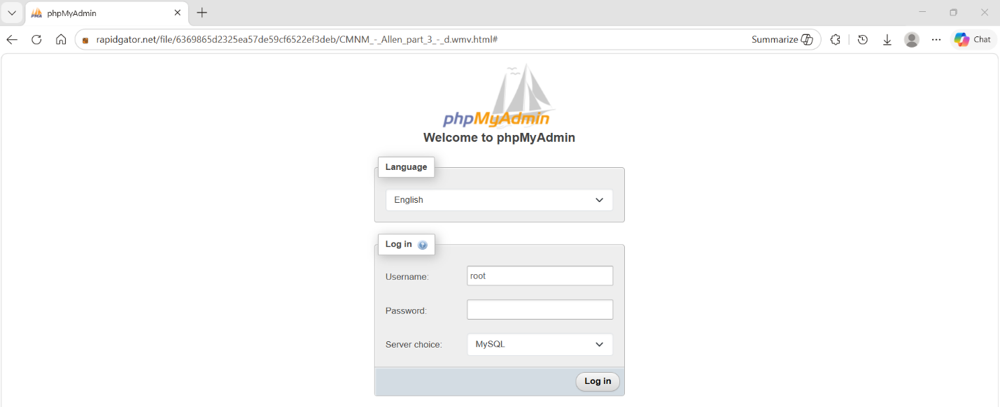 phpMyAdmin
rapidgator.net/file/6369865d2325ea57de59cf6522ef3deb/CMNM_-_Allen_part_3_-_d.wmv.html#
Summarize
Chat
phpMyAdmin
Welcome to phpMyAdmin
Language
English
Log in
Username:
root
Password:
Server choice:
MySQL
Log in